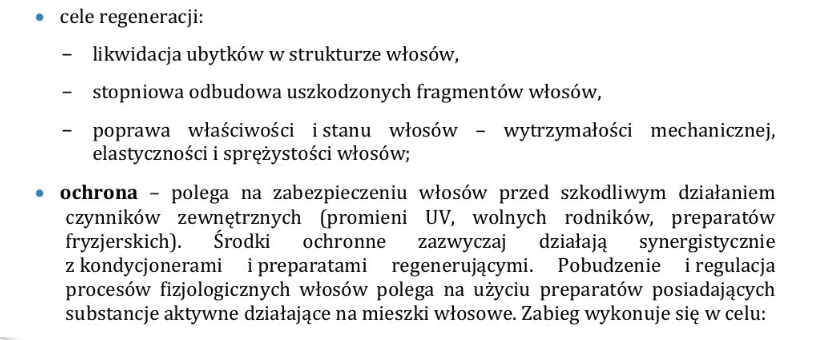 • cele regeneracji:
– likwidacja ubytków w strukturze włosów,
– stopniowa odbudowa uszkodzonych fragmentów włosów,
– poprawa właściwości i stanu włosów – wytrzymałości mechanicznej,
elastyczności i sprężystości włosów;
• ochrona – polega na zabezpieczeniu włosów przed szkodliwym działaniem
czynników zewnętrznych (promieni UV, wolnych rodników, preparatów
fryzjerskich). Środki ochronne zazwyczaj działają synergistycznie
z kondycjonerami i preparatami regenerującymi. Pobudzenie i regulacja
procesów fizjologicznych włosów polega na użyciu preparatów posiadających
substancje aktywne działające na mieszki włosowe. Zabieg wykonuje się w celu: